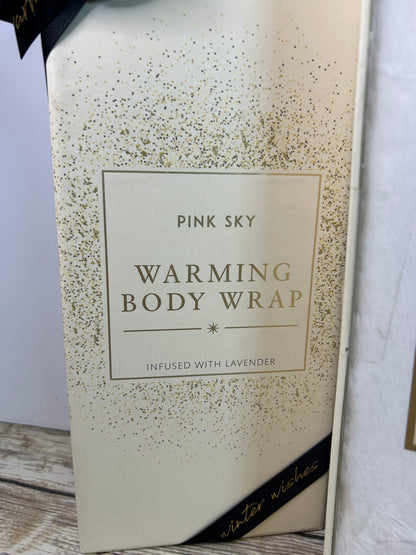 PINK SKY
WARMING
BODY WRAP
INFUSED WITH LAVENDER
winter wishes